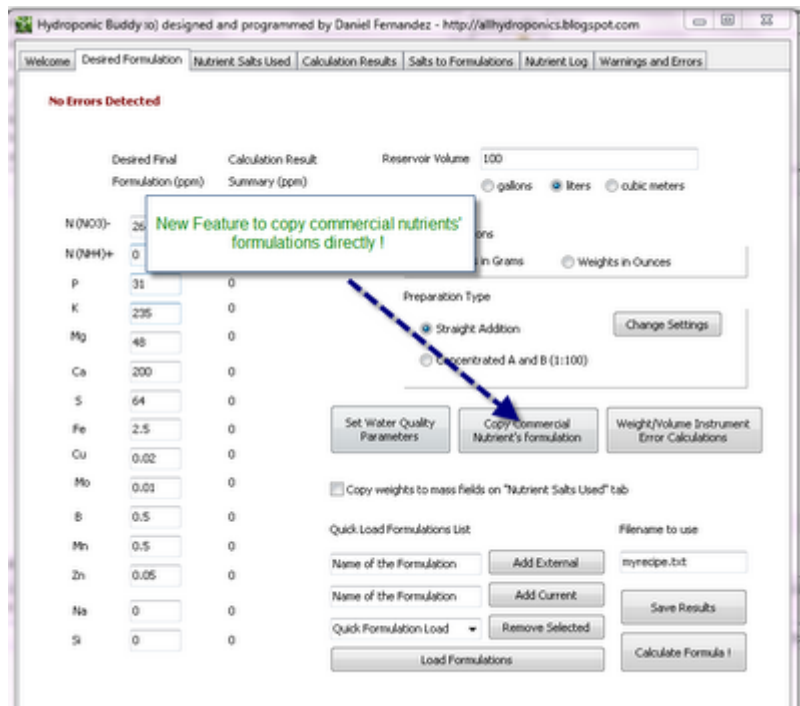 Hydroponic Buddy :o) designed and programmed by Daniel Fernandez - http://allhydroponics.blogspot.com
Welcome Desired Formulation Nutrient Salts Used Calculation Results Salts to Formulations Nutrient Log Warnings and Errors
No Errors Detected
Desired Final Calculation Result Reservoir Volume 100
Formulation (ppm) Summary (ppm) gallons liters cubic meters
New Feature to copy commercial nutrients'
formulations directly !
N (NO3)- 26 ons
N (NH4)+ 0 in Grams Weights in Ounces
P 31 0
Preparation Type
K 235 0
Straight Addition Change Settings
Mg 48 0
Concentrated A and B (1:100)
Ca 200 0
S 64 0
Set Water Quality Parameters Copy Commercial Nutrient's formulation Weight/Volume Instrument Error Calculations
Fe 2.5 0
Cu 0.02 0
Mo 0.01 0
Copy weights to mass fields on "Nutrient Salts Used" tab
B 0.5 0
Quick Load Formulations List Filename to use
Mn 0.5 0
Name of the Formulation Add External myrecipe.txt
Zn 0.05 0
Name of the Formulation Add Current Save Results
Na 0 0
Quick Formulation Load Remove Selected
Si 0 0
Load Formulations Calculate Formula !